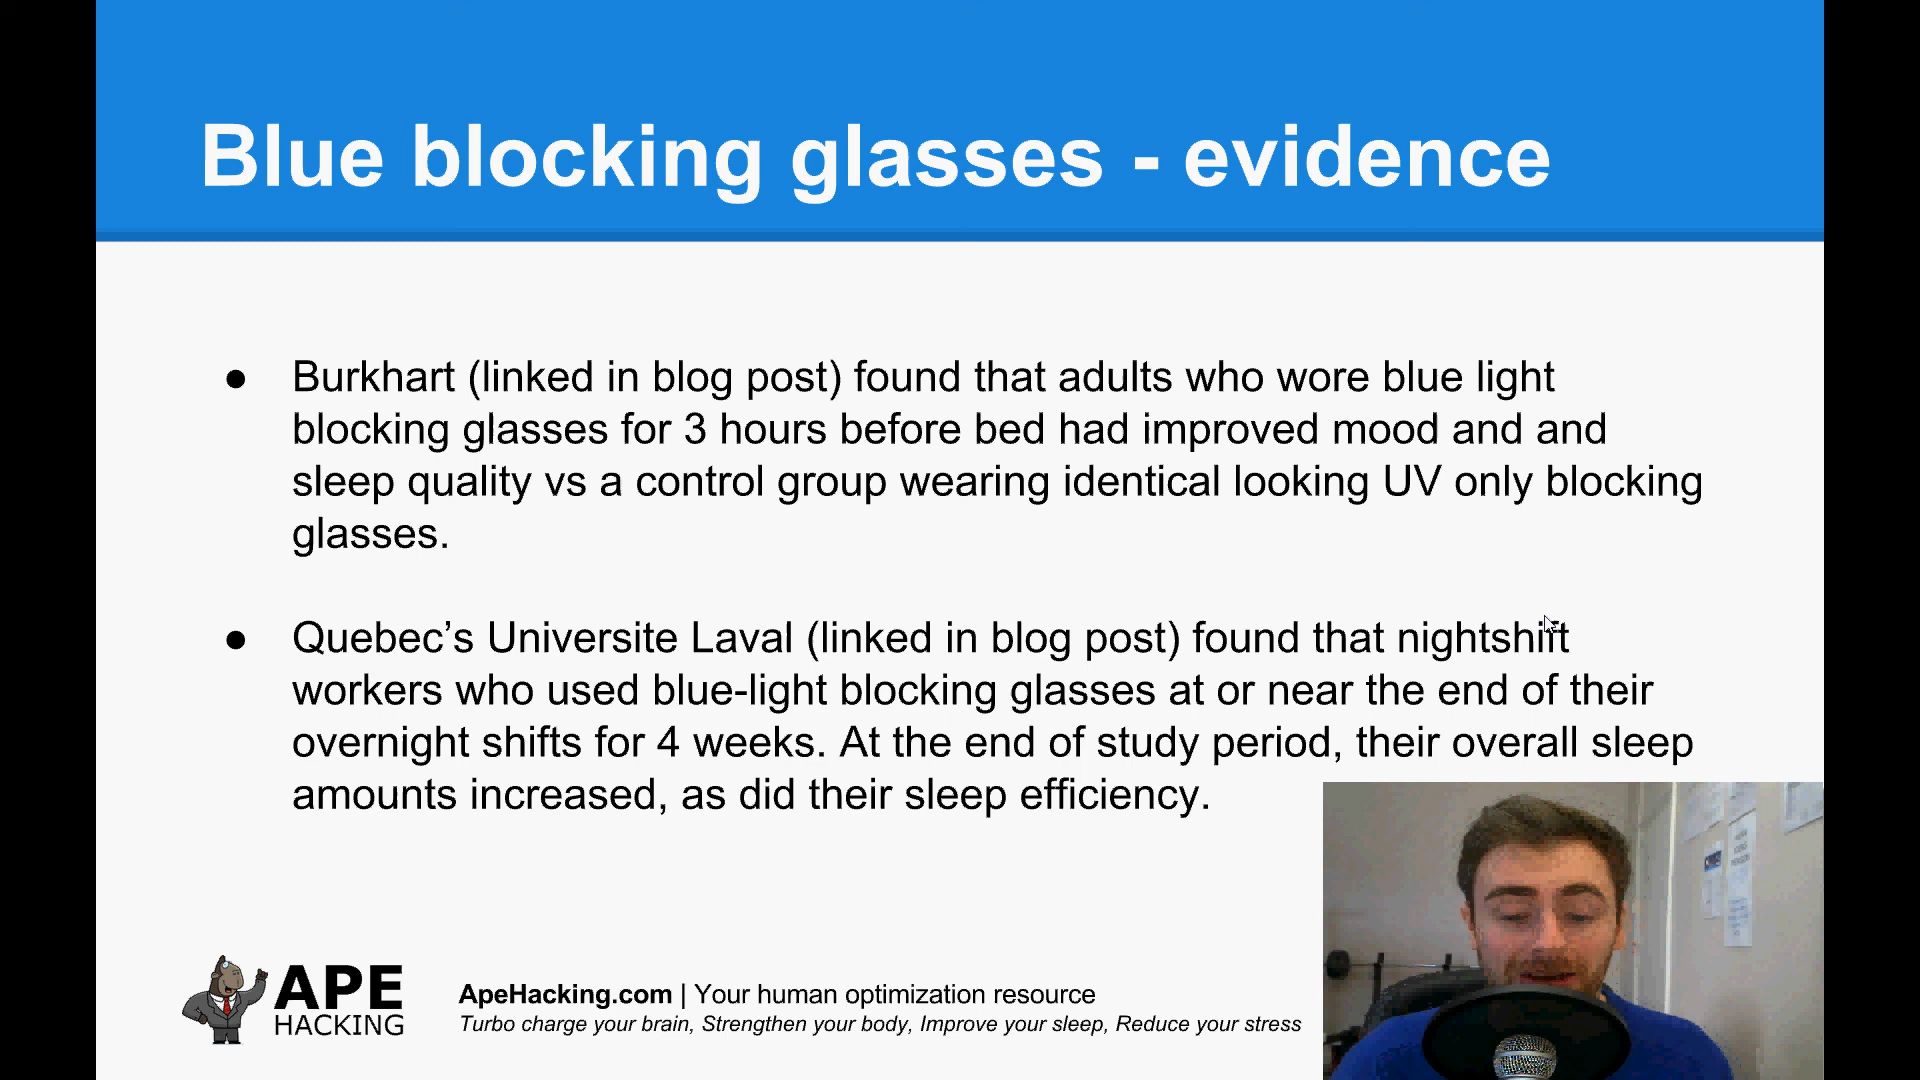 Blue blocking glasses - evidence
● Burkhart (linked in blog post) found that adults who wore blue light
blocking glasses for 3 hours before bed had improved mood and and
sleep quality vs a control group wearing identical looking UV only blocking
glasses.
● Quebec’s Universite Laval (linked in blog post) found that nightshift
workers who used blue-light blocking glasses at or near the end of their
overnight shifts for 4 weeks. At the end of study period, their overall sleep
amounts increased, as did their sleep efficiency.
APE
HACKING
ApeHacking.com | Your human optimization resource
Turbo charge your brain, Strengthen your body, Improve your sleep, Reduce your stress